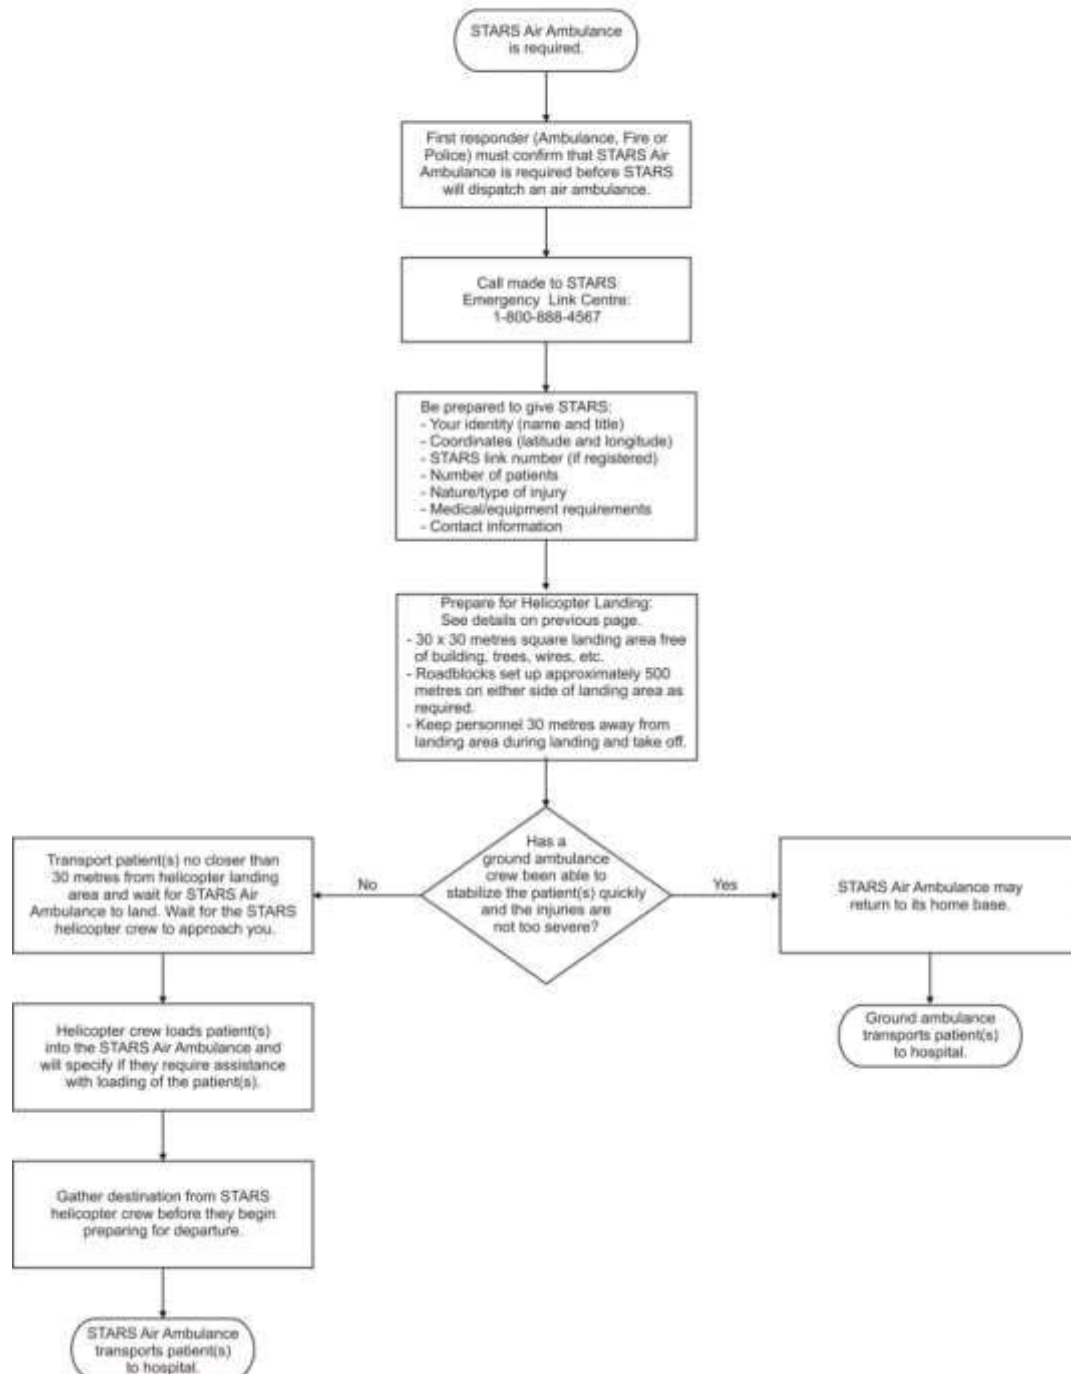 STARS Air Ambulance
is required.
First responder (Ambulance, Fire or
Police) must confirm that STARS Air
Ambulance is required before STARS
will dispatch an air ambulance.
Call made to STARS
Emergency Link Centre:
1-800-888-4567
Be prepared to give STARS:
- Your identity (name and title)
- Coordinates (latitude and longitude)
- STARS link number (if registered)
- Number of patients
- Nature/type of injury
- Medical/equipment requirements
- Contact information
Prepare for Helicopter Landing:
See details on previous page.
- 30 x 30 metres square landing area free
of building, trees, wires, etc.
- Roadblocks set up approximately 500
metres on either side of landing area as
required.
- Keep personnel 30 metres away from
landing area during landing and take off.
Has a
ground ambulance
crew been able to
stabilize the patient(s) quickly
and the injuries are
not too severe?
No
Yes
Transport patient(s) no closer than
30 metres from helicopter landing
area and wait for STARS Air
Ambulance to land. Wait for the STARS
helicopter crew to approach you.
STARS Air Ambulance may
return to its home base.
Helicopter crew loads patient(s)
into the STARS Air Ambulance and
will specify if they require assistance
with loading of the patient(s).
Ground ambulance
transports patient(s)
to hospital.
Gather destination from STARS
helicopter crew before they begin
preparing for departure.
STARS Air Ambulance
transports patient(s)
to hospital.